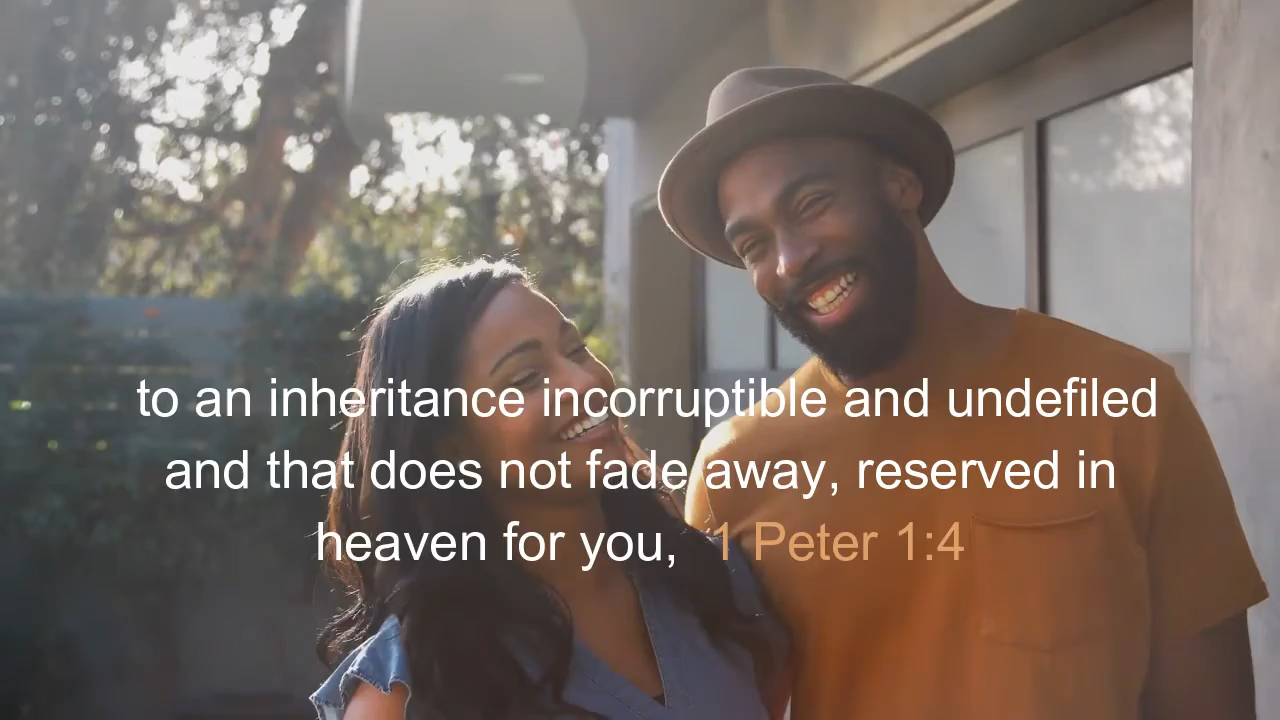 to an inheritance incorruptible and undefiled
and that does not fade away, reserved in
heaven for you, 1 Peter 1:4